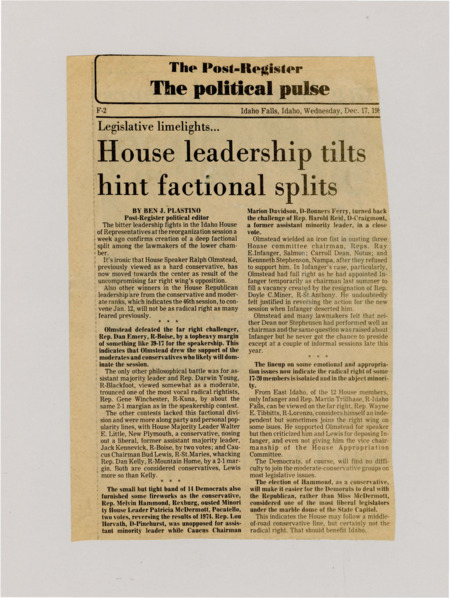 The Post-Register
The political pulse
F-2
Idaho Falls, Idaho, Wednesday, Dec. 17, 19
Legislative limelights...
House leadership tilts
hint factional splits
BY BEN J. PLASTINO
Post-Register political editor
The bitter leadership fights in the Idaho House
of Representatives at the reorganization session a
week ago confirms creation of a deep factional
split among the lawmakers of the lower cham-
ber.
It's ironic that House Speaker Ralph Olmstead,
previously viewed as a hard conservative, has
now moved towards the center as result of the
uncompromising far right wing's opposition.
Also other winners in the House Republican
leadership are from the conservative and moder-
ate ranks, which indicates the 46th session, to con-
vene Jan. 12, will not be as radical right as many
feared previously.
* * *
Olmstead defeated the far right challenger,
Rep. Dan Emery, R-Boise, by a topheavy margin
of something like 39-17 for the speakership. This
indicates that Olmstead drew the support of the
moderates and conservatives who likely will dom-
inate the session.
The only other philosophical battle was for as-
sistant majority leader and Rep. Darwin Young,
R-Blackfoot, viewed somewhat as a moderate,
trounced one of the most vocal radical rightists,
Rep. Gene Winchester, R-Kuna, by about the
same 2-1 margian as in the speakership contest.
The other contests lacked this factional divi-
sion and were more along party and personal pop-
ularity lines, with House Majority Leader Walter
E. Little, New Plymouth, a conservative, nosing
out a liberal, former assistant majority leader,
Jack Kennevick, R-Boise, by two votes; and Cau-
cus Chairman Bud Lewis, R-St. Maries, whacking
Rep. Dan Kelly, R-Mountain Home, by a 2-1 mar-
gin. Both are considered conservatives, Lewis
more so than Kelly.
* * *
The small but tight band of 14 Democrats also
furnished some fireworks as the conservative,
Rep. Melvin Hammond, Rexburg, ousted Minori
ty House Leader Patricia McDermott, Pocatello,
two votes, reversing the results of 1974. Rep. Lou
Horvath, D-Pinehurst, was unopposed for assis-
tant minority leader while Caucus Chairman
Marion Davidson, D-Bonners Ferry, turned back
the challenge of Rep. Harold Reid, D-Craigmont,
a former assistant minority leader, in a close
vote.
Olmstead wielded an iron fist in ousting three
House committee chairmen, Reps. Ray
E. Infanger, Salmon; Carroll Dean, Notus; and
Kenneth Stephenson, Nampa, after they refused
to support him. In Infanger's case, particularly,
Olmstead had full right as he had appointed In-
fanger temporarily as chairman last summer to
fill a vacancy created by the resignation of Rep.
Doyle C. Miner, R-St Anthony. He undoubtedly
felt justified in reversing the action for the new
session when Infanger deserted him.
Olmstead and many lawmakers felt that nei-
ther Dean nor Stephenson had performed well as
chairman and the same question was raised about
Infanger but he never got the chance to preside
except at a couple of informal sessions late this
year.
* * *
The lineup on some emotional and appropria-
tion issues now indicate the radical right of some
17-20 members is isolated and in the abject minori-
ty.
From East Idaho, of the 12 House members,
only Infanger and Rep. Martin Trillhase, R-Idaho
Falls, can be viewed on the far right, Rep. Wayne
E. Tibbitts, R-Lorenzo, considers himself an inde-
pendent but sometimes joins the right wing on
some issues. He supported Olmstead for speaker
but then criticized him and Lewis for deposing In-
fanger, and even not giving him the vice chair-
manship of the House Appropriation
Committee.
The Democrats, of course, will find no diffi-
culty to join the moderate-conservative groups on
most legislative issues.
The election of Hammond, as a conservative,
will make it easier for the Demcorats to deal with
the Republican, rather than Miss McDermott,
considered one of the most liberal legislators
under the marble dome of the State Capitol.
This indicates the House may follow a middle-
of-road conservative line, but certainly not the
radical right. That should benefit Idaho.